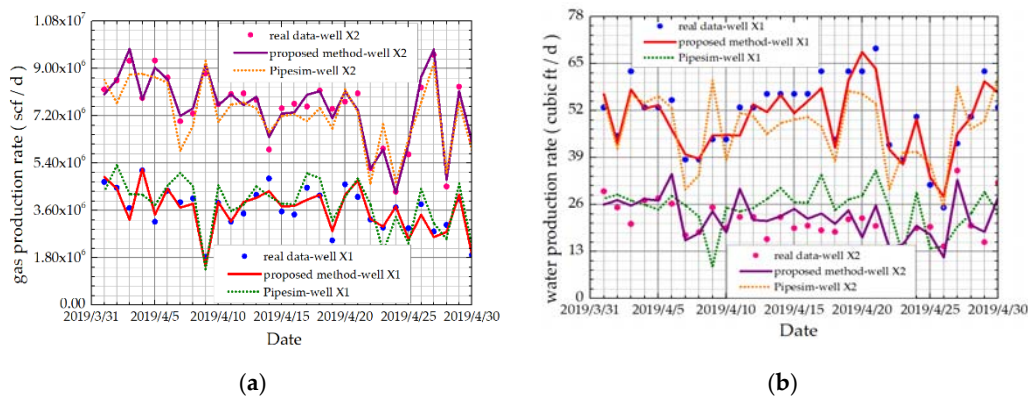 gas production rate ( scf / d )
1.08x10⁷
9.00x10⁶
7.20x10⁶
5.40x10⁶
3.60x10⁶
1.80x10⁶
0.00
real data-well X2
proposed method-well X2
Pipesim-well X2
real data-well X1
proposed method-well X1
Pipesim-well X1
2019/3/31 2019/4/5 2019/4/10 2019/4/15 2019/4/20 2019/4/25 2019/4/30
Date
(a)
water production rate (cubic ft / d)
78
65
52
39
26
13
0
real data-well X1
proposed method-well X1
Pipesim-well X1
real data-well X2
proposed method-well X2
Pipesim-well X2
2019/3/31 2019/4/5 2019/4/10 2019/4/15 2019/4/20 2019/4/25 2019/4/30
Date
(b)